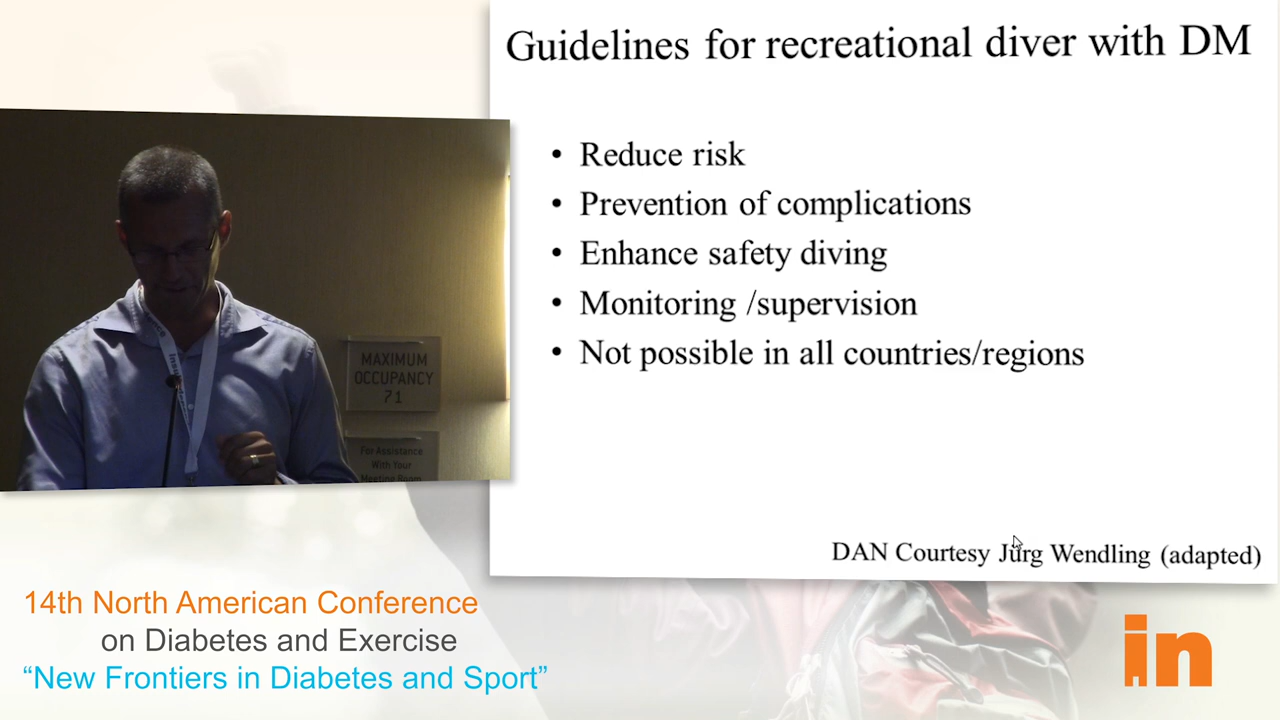 Guidelines for recreational diver with DM
• Reduce risk
• Prevention of complications
• Enhance safety diving
• Monitoring /supervision
• Not possible in all countries/regions
DAN Courtesy Jürg Wendling (adapted)
MAXIMUM
OCCUPANCY
71
For Assistance
With Your
Meeting Room
14th North American Conference
on Diabetes and Exercise
“New Frontiers in Diabetes and Sport”
in